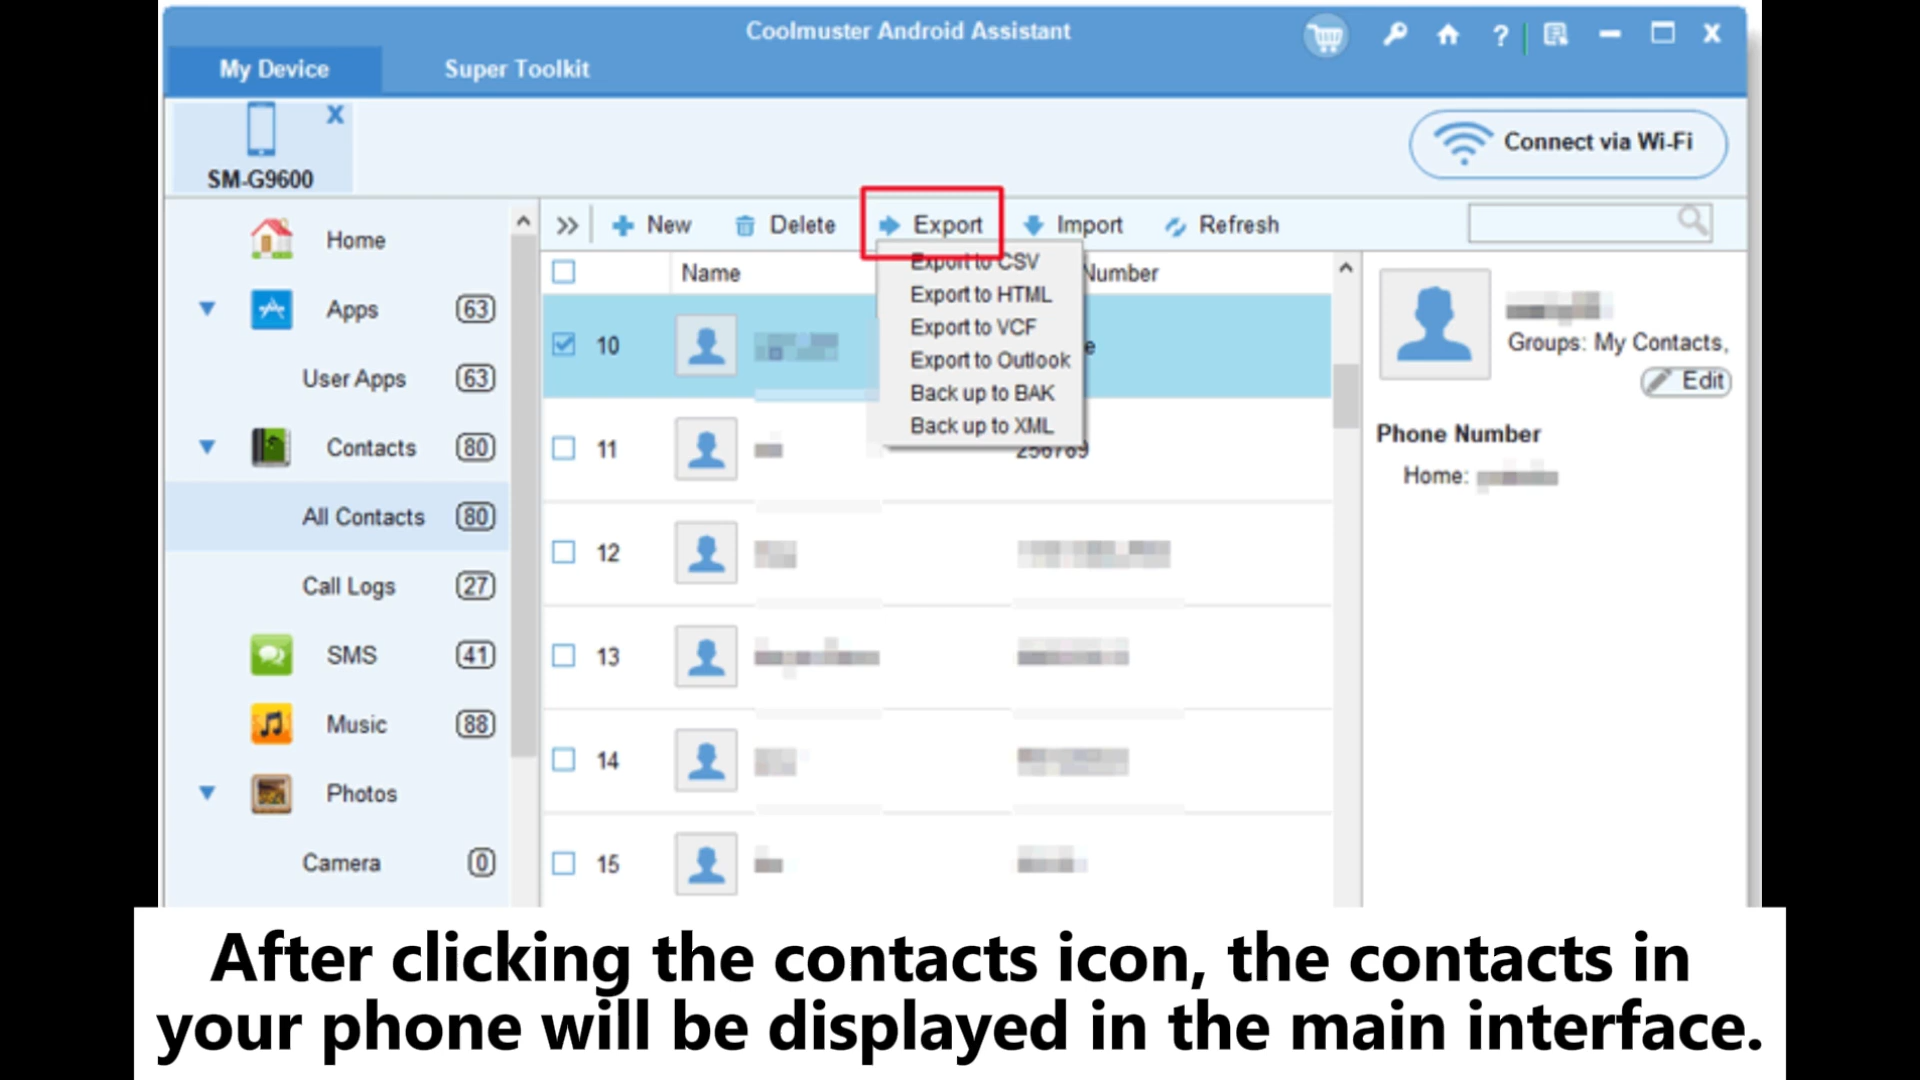 Coolmuster Android Assistant
My Device
Super Toolkit
?
X
SM-G9600
Connect via Wi-Fi
New
Delete
Export
Import
Refresh
Home
Apps 63
User Apps 63
Contacts 80
All Contacts 80
Call Logs 27
SMS 41
Music 88
Photos
Camera 0
Name
Number
Export to CSV
Export to HTML
Export to VCF
Export to Outlook
Back up to BAK
Back up to XML
10
e
11
256789
12
13
14
15
Groups: My Contacts,
Edit
Phone Number
Home:
After clicking the contacts icon, the contacts in
your phone will be displayed in the main interface.